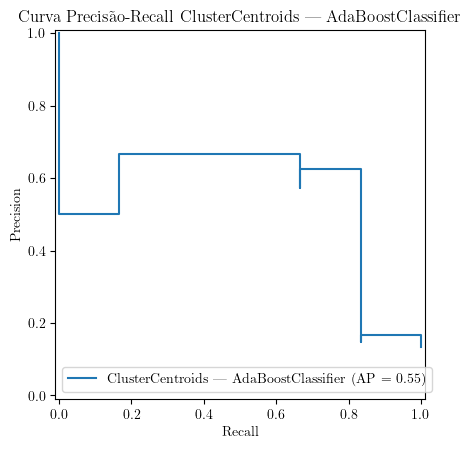 Curva Precisão-Recall ClusterCentroids — AdaBoostClassifier
1.0
0.8
0.6
0.4
0.2
0.0
Precision
ClusterCentroids — AdaBoostClassifier (AP = 0.55)
0.0 0.2 0.4 0.6 0.8 1.0
Recall